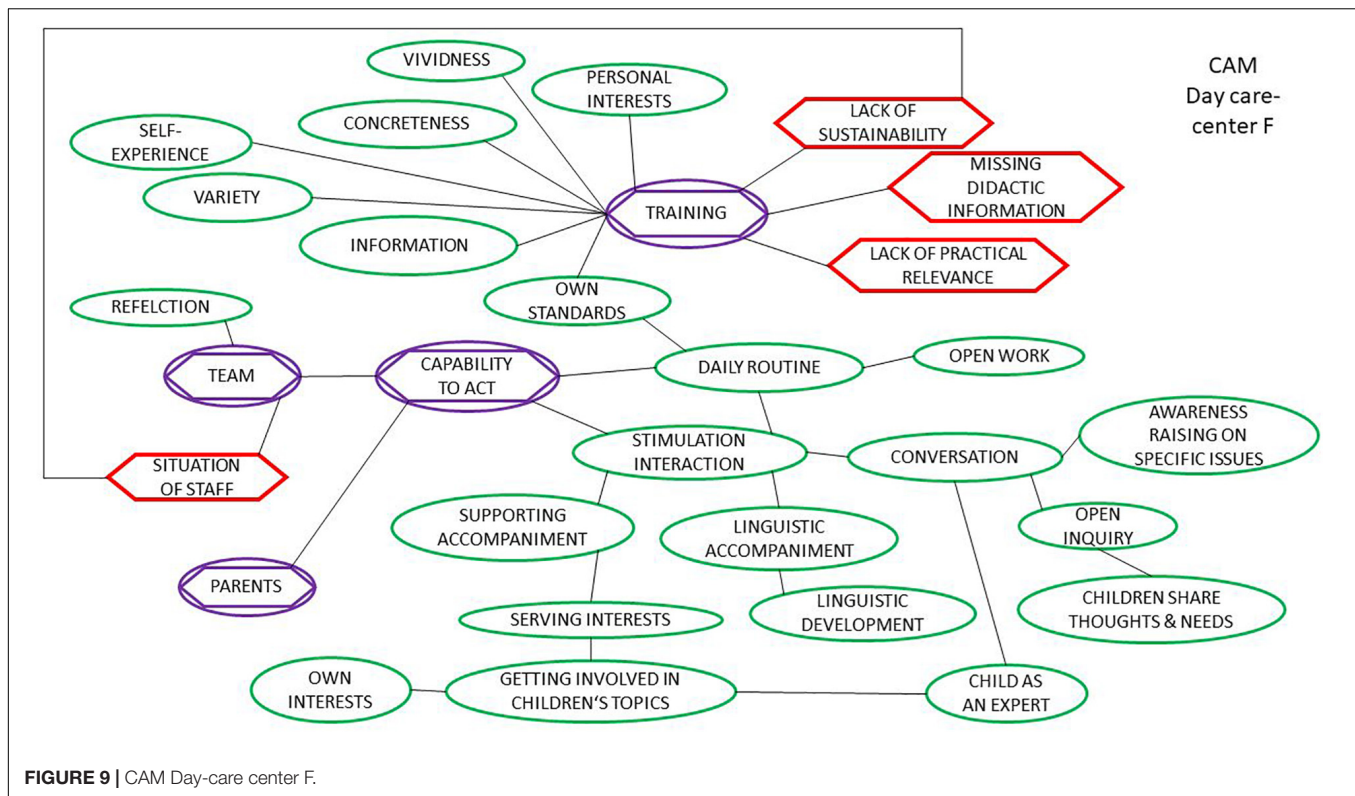 CAM
Day care-
center F
VIVIDNESS
PERSONAL
INTERESTS
LACK OF
SUSTAINABILITY
SELF-
EXPERIENCE
CONCRETENESS
MISSING
DIDACTIC
INFORMATION
VARIETY
TRAINING
INFORMATION
LACK OF PRACTICAL
RELEVANCE
OWN
STANDARDS
REFELCTION
TEAM
CAPABILITY
TO ACT
DAILY ROUTINE
OPEN WORK
SITUATION
OF STAFF
STIMULATION
INTERACTION
CONVERSATION
AWARENESS
RAISING ON
SPECIFIC ISSUES
SUPPORTING
ACCOMPANIMENT
LINGUISTIC
ACCOMPANIMENT
OPEN
INQUIRY
PARENTS
SERVING INTERESTS
LINGUISTIC
DEVELOPMENT
CHILDREN SHARE
THOUGHTS & NEEDS
OWN
INTERESTS
GETTING INVOLVED IN
CHILDREN‘S TOPICS
CHILD AS
AN EXPERT
FIGURE 9 | CAM Day-care center F.